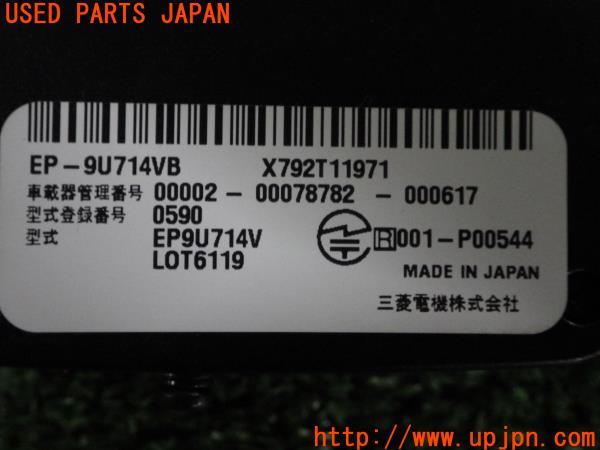 USED PARTS JAPAN
EP-9U714VB X792T11971
車載器管理番号 00002-00078782-000617
型式登録番号 0590
型式 EP9U714V
LOT6119
R 001-P00544
MADE IN JAPAN
三菱電機株式会社
http://www.upjpn.com/